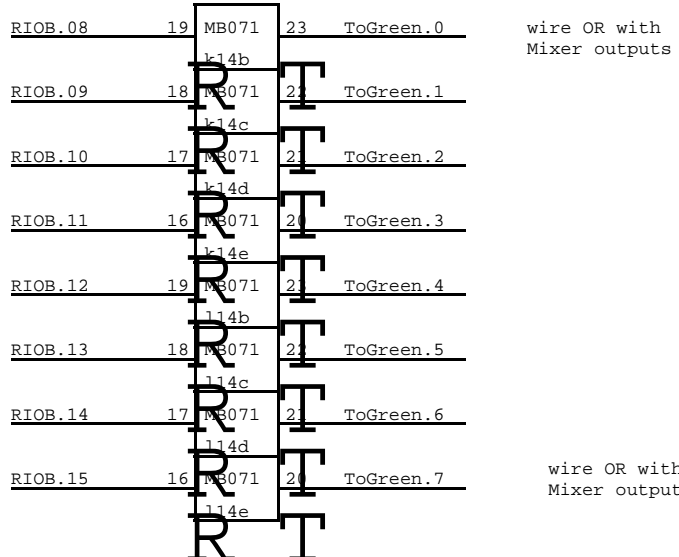 RIOB.08 19 MB071 23 ToGreen.0 wire OR with
Mixer outputs
k14b
R T
RIOB.09 18 MB071 22 ToGreen.1
k14c
R T
RIOB.10 17 MB071 21 ToGreen.2
k14d
R T
RIOB.11 16 MB071 20 ToGreen.3
k14e
R T
RIOB.12 19 MB071 23 ToGreen.4
l14b
R T
RIOB.13 18 MB071 22 ToGreen.5
l14c
R T
RIOB.14 17 MB071 21 ToGreen.6
l14d
R T
wire OR with
RIOB.15 16 MB071 20 ToGreen.7
Mixer output
l14e
R T